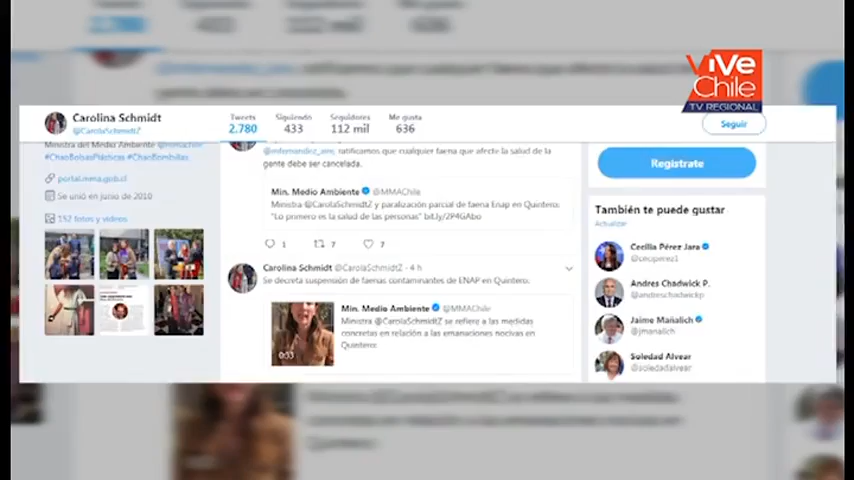 ViVe
Chile
TV REGIONAL
Carolina Schmidt
@CarolaSchmidtZ
Tweets
2.780
Siguiendo
433
Seguidores
112 mil
Me gusta
636
Seguir
Ministra del Medio Ambiente @mmachile
#ChaoBolsasPlásticas #ChaoBombillas
portal.mma.gob.cl
Se unió en junio de 2010
152 fotos y videos
ratificamos que cualquier faena que afecte la salud de la
gente debe ser cancelada.
Min. Medio Ambiente @MMAChile
Ministra @CarolaSchmidtZ y paralización parcial de faena Enap en Quintero:
"Lo primero es la salud de las personas" bit.ly/2P4GAbo
1 7 7
Carolina Schmidt @CarolaSchmidtZ · 4 h
Se decreta suspensión de faenas contaminantes de ENAP en Quintero:
Min. Medio Ambiente @MMAChile
Ministra @CarolaSchmidtZ se refiere a las medidas
concretas en relación a las emanaciones nocivas en
Quintero:
0:33
Regístrate
También te puede gustar
Actualizar
Cecilia Pérez Jara
@ceciperez1
Andres Chadwick P.
@andreschadwickp
Jaime Mañalich
@jmanalich
Soledad Alvear
@soledadalvear